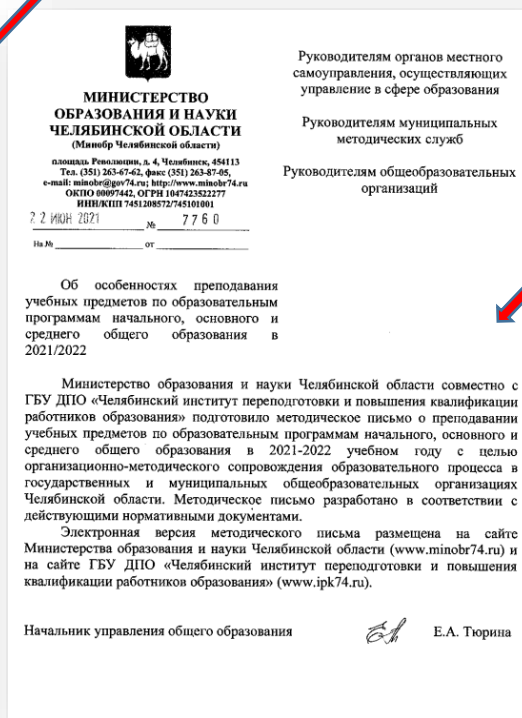 МИНИСТЕРСТВО
ОБРАЗОВАНИЯ И НАУКИ
ЧЕЛЯБИНСКОЙ ОБЛАСТИ
(Минобр Челябинской области)
площадь Революции, д. 4, Челябинск, 454113
Тел. (351) 263-67-62, факс (351) 263-87-05,
e-mail: minobr@gov74.ru; http://www.minobr74.ru
ОКПО 00097442, ОГРН 1047423522277
ИНН/КПП 7451208572/745101001
22 ИЮН 2021 № 7760
На № от
Руководителям органов местного
самоуправления, осуществляющих
управление в сфере образования
Руководителям муниципальных
методических служб
Руководителям общеобразовательных
организаций
Об особенностях преподавания
учебных предметов по образовательным
программам начального, основного и
среднего общего образования в
2021/2022
Министерство образования и науки Челябинской области совместно с
ГБУ ДПО «Челябинский институт переподготовки и повышения квалификации
работников образования» подготовило методическое письмо о преподавании
учебных предметов по образовательным программам начального, основного и
среднего общего образования в 2021-2022 учебном году с целью
организационно-методического сопровождения образовательного процесса в
государственных и муниципальных общеобразовательных организациях
Челябинской области. Методическое письмо разработано в соответствии с
действующими нормативными документами.
Электронная версия методического письма размещена на сайте
Министерства образования и науки Челябинской области (www.minobr74.ru) и
на сайте ГБУ ДПО «Челябинский институт переподготовки и повышения
квалификации работников образования» (www.ipk74.ru).
Начальник управления общего образования Е.А. Тюрина